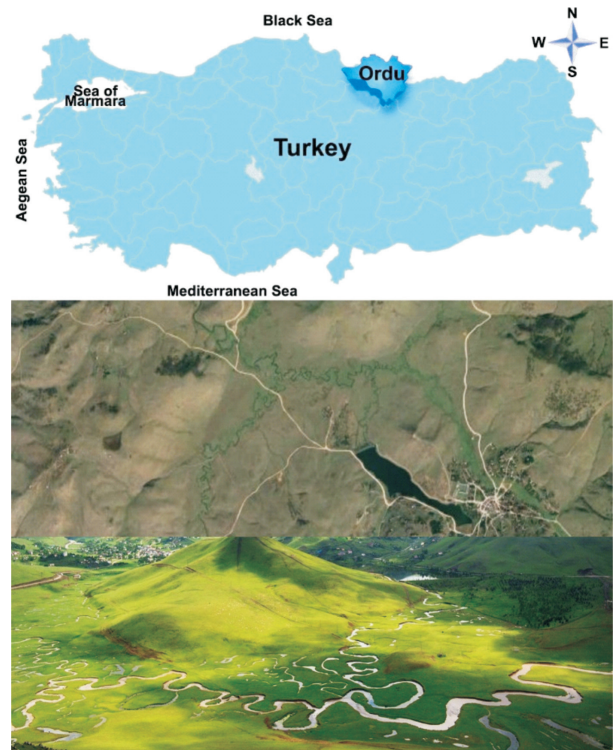 Black Sea
N
W
E
S
Ordu
Sea of
Marmara
Turkey
Aegean Sea
Mediterranean Sea